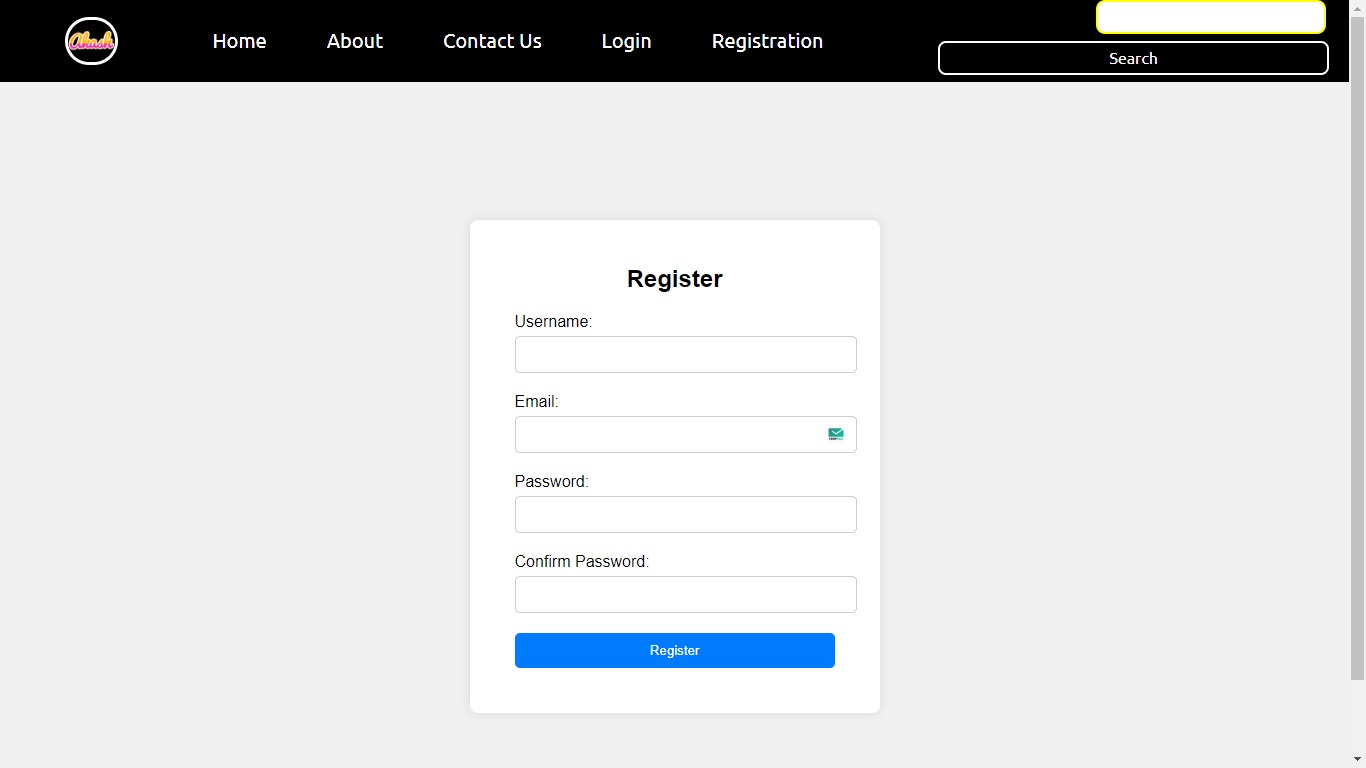 Akash
Home
About
Contact Us
Login
Registration
Search
Register
Username:
Email:
Password:
Confirm Password:
Register